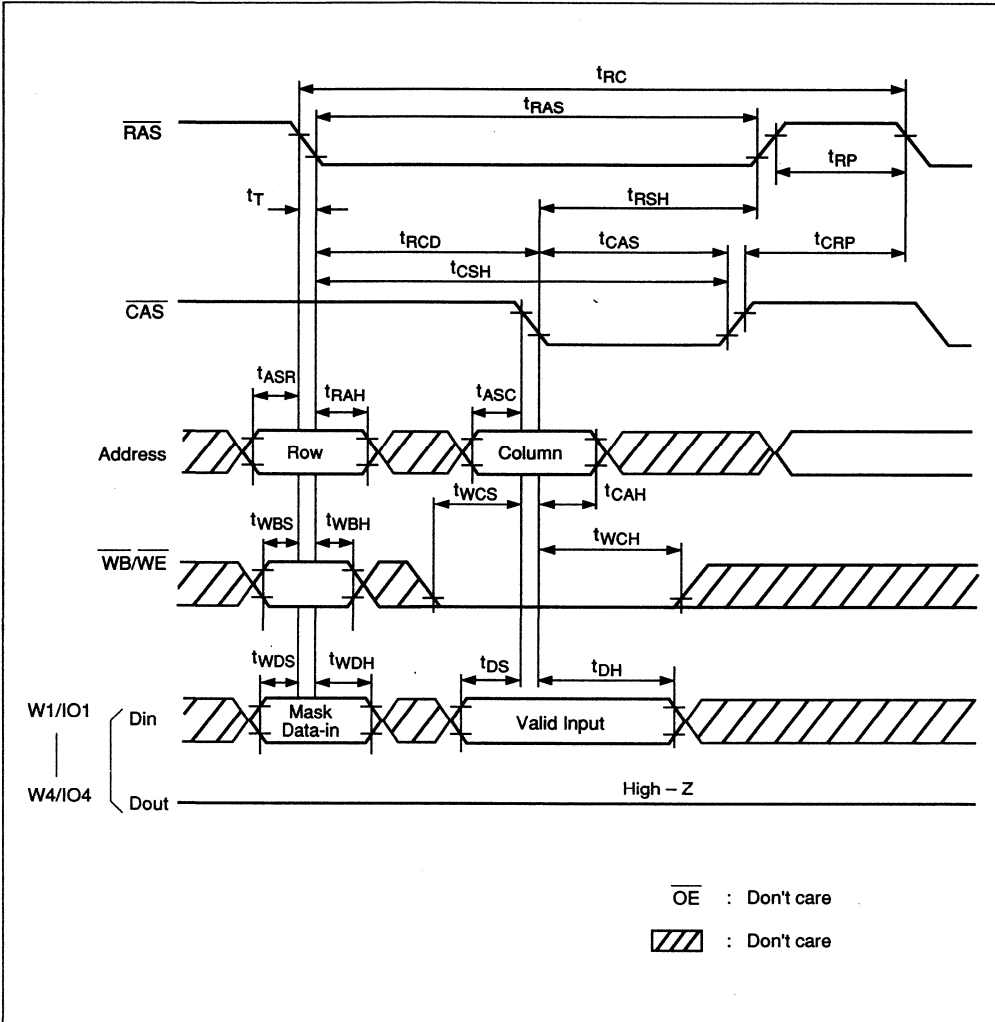 tRC
tRAS
RAS
tRP
tT
tRSH
tRCD
tCAS
tCRP
tCSH
CAS
tASR
tRAH
tASC
Address
Row
Column
tWCS
tCAH
tWBS
tWBH
tWCH
WB/WE
tWDS
tWDH
tDS
tDH
W1/IO1
Din
Mask
Data-in
Valid Input
W4/IO4
Dout
High – Z
OE : Don't care
: Don't care